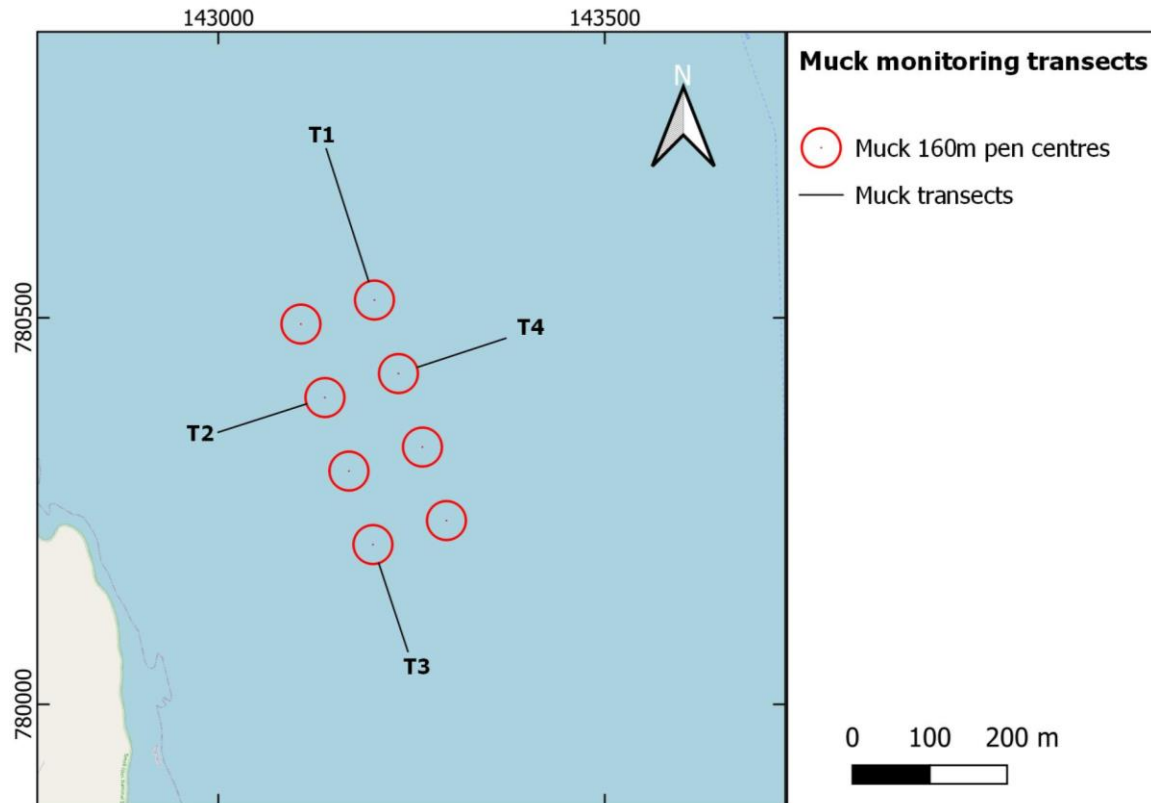 143000
143500
Muck monitoring transects
N
T1
Muck 160m pen centres
Muck transects
780500
T4
T2
T3
780000
0 100 200 m